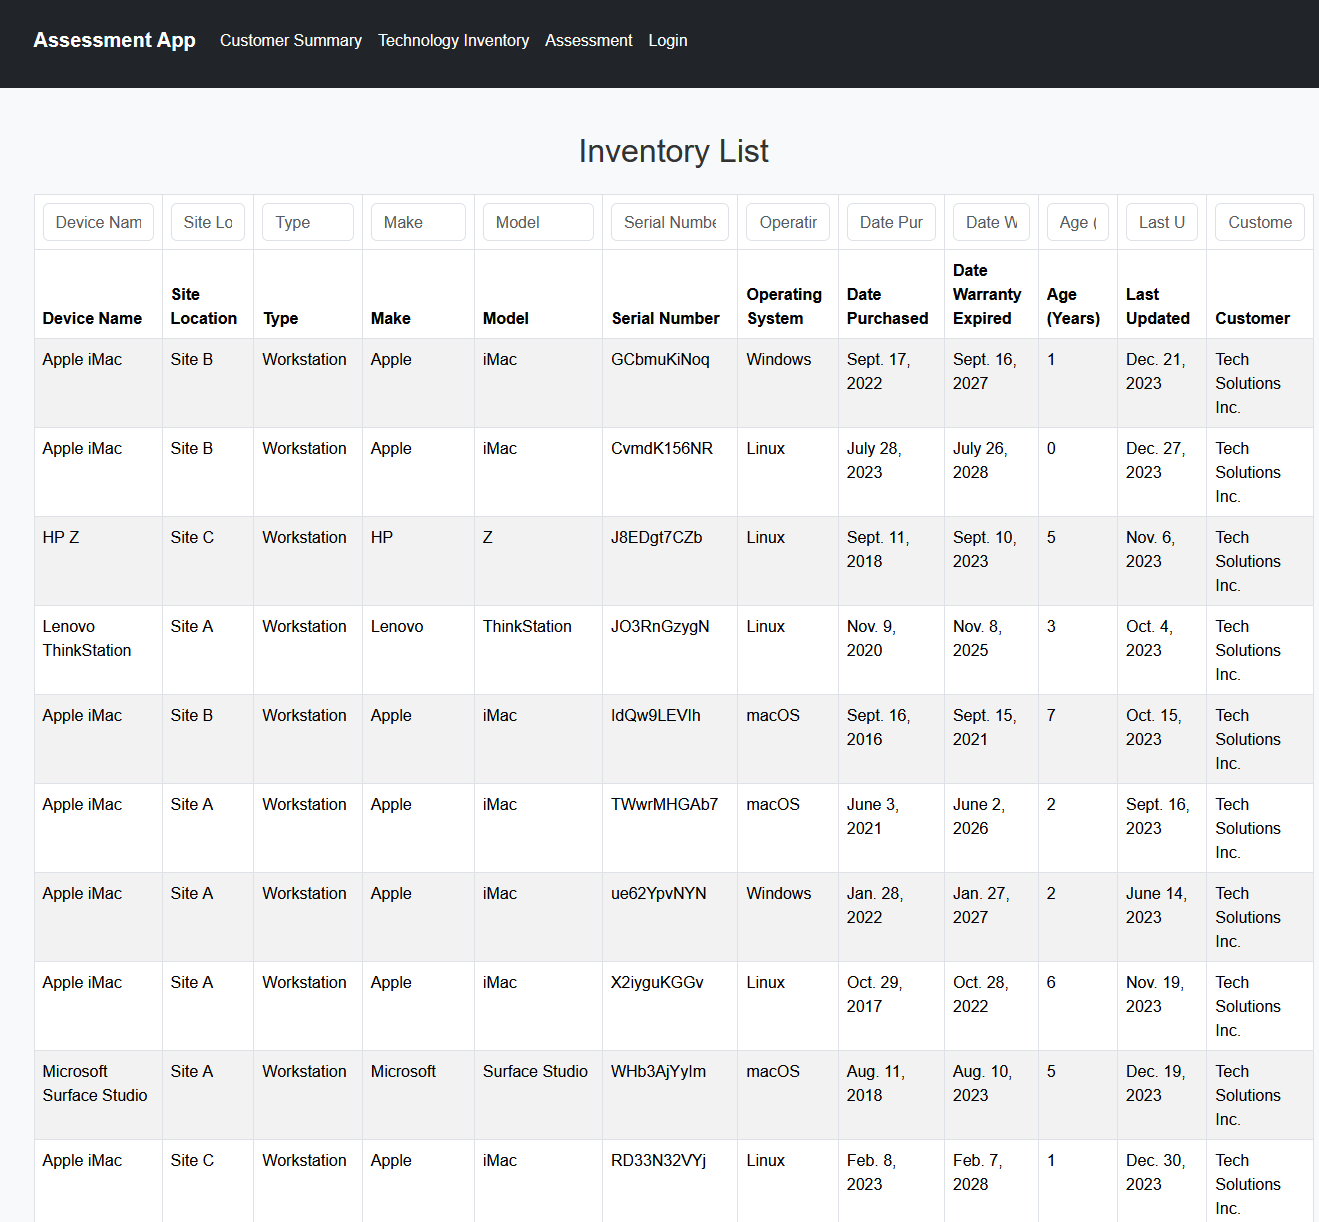 Assessment App Customer Summary Technology Inventory Assessment Login
Inventory List
Device Nam Site Lo Type Make Model Serial Numbe Operatin Date Pur Date W Age ( Last U Custome
Device Name Site Location Type Make Model Serial Number Operating System Date Purchased Date Warranty Expired Age (Years) Last Updated Customer
Apple iMac Site B Workstation Apple iMac GCbmuKiNoq Windows Sept. 17, 2022 Sept. 16, 2027 1 Dec. 21, 2023 Tech Solutions Inc.
Apple iMac Site B Workstation Apple iMac CvmdK156NR Linux July 28, 2023 July 26, 2028 0 Dec. 27, 2023 Tech Solutions Inc.
HP Z Site C Workstation HP Z J8EDgt7CZb Linux Sept. 11, 2018 Sept. 10, 2023 5 Nov. 6, 2023 Tech Solutions Inc.
Lenovo ThinkStation Site A Workstation Lenovo ThinkStation JO3RnGzygN Linux Nov. 9, 2020 Nov. 8, 2025 3 Oct. 4, 2023 Tech Solutions Inc.
Apple iMac Site B Workstation Apple iMac IdQw9LEVIh macOS Sept. 16, 2016 Sept. 15, 2021 7 Oct. 15, 2023 Tech Solutions Inc.
Apple iMac Site A Workstation Apple iMac TWwrMHGAb7 macOS June 3, 2021 June 2, 2026 2 Sept. 16, 2023 Tech Solutions Inc.
Apple iMac Site A Workstation Apple iMac ue62YpvNYN Windows Jan. 28, 2022 Jan. 27, 2027 2 June 14, 2023 Tech Solutions Inc.
Apple iMac Site A Workstation Apple iMac X2iyguKGGv Linux Oct. 29, 2017 Oct. 28, 2022 6 Nov. 19, 2023 Tech Solutions Inc.
Microsoft Surface Studio Site A Workstation Microsoft Surface Studio WHb3AjYylm macOS Aug. 11, 2018 Aug. 10, 2023 5 Dec. 19, 2023 Tech Solutions Inc.
Apple iMac Site C Workstation Apple iMac RD33N32VYj Linux Feb. 8, 2023 Feb. 7, 2028 1 Dec. 30, 2023 Tech Solutions Inc.